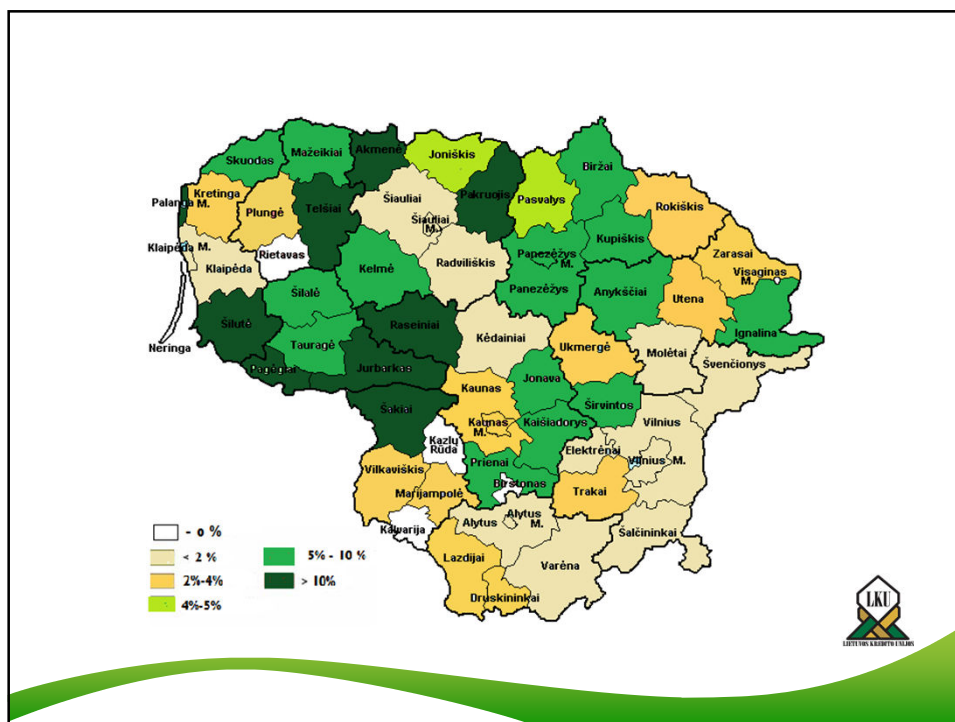 Skuodas
Mažeikiai
Akmenė
Joniškis
Biržai
Palanga
Kretinga
M.
Plungė
Telšiai
Šiauliai
Šiauliai
M.
Pakruojis
Pasvalys
Rokiškis
Klaipėda M.
Klaipėda
Rietavas
Kelmė
Radviliškis
Panezėžys
M.
Panezėžys
Kupiškis
Zarasai
Visaginas
M.
Anykščiai
Utena
Ignalina
Šilalė
Šilutė
Tauragė
Raseiniai
Neringa
Pagėgiai
Jurbarkas
Kėdainiai
Ukmergė
Molėtai
Švenčionys
Šakiai
Kaunas
Jonava
Širvintos
Kaunas
M.
Kaišiadorys
Vilnius
Kazlų
Rūda
Elektrėnai
Vilnius M.
Vilkaviškis
Prienai
Birstonas
Marijampolė
Trakai
Kalvarija
Alytus
Alytus
M.
Šalčininkai
Lazdijai
Varėna
Druskininkai
- 0 %
< 2 %
2%-4%
4%-5%
5% - 10 %
> 10%
LKU
LIETUVOS KREDITO UNIJOS